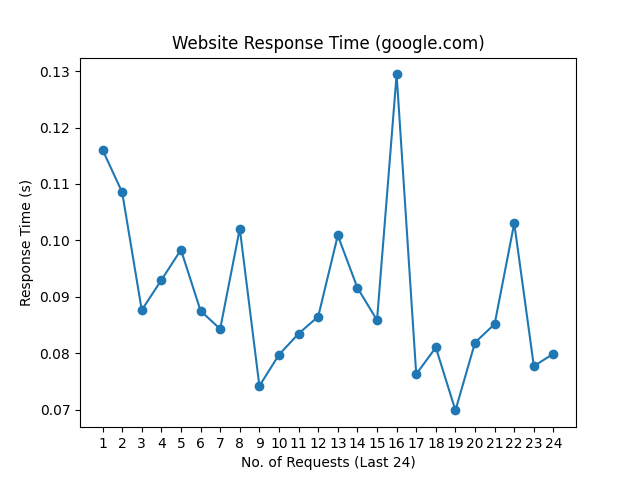 Website Response Time (google.com)
Response Time (s)
0.13
0.12
0.11
0.10
0.09
0.08
0.07
1 2 3 4 5 6 7 8 9 10 11 12 13 14 15 16 17 18 19 20 21 22 23 24
No. of Requests (Last 24)